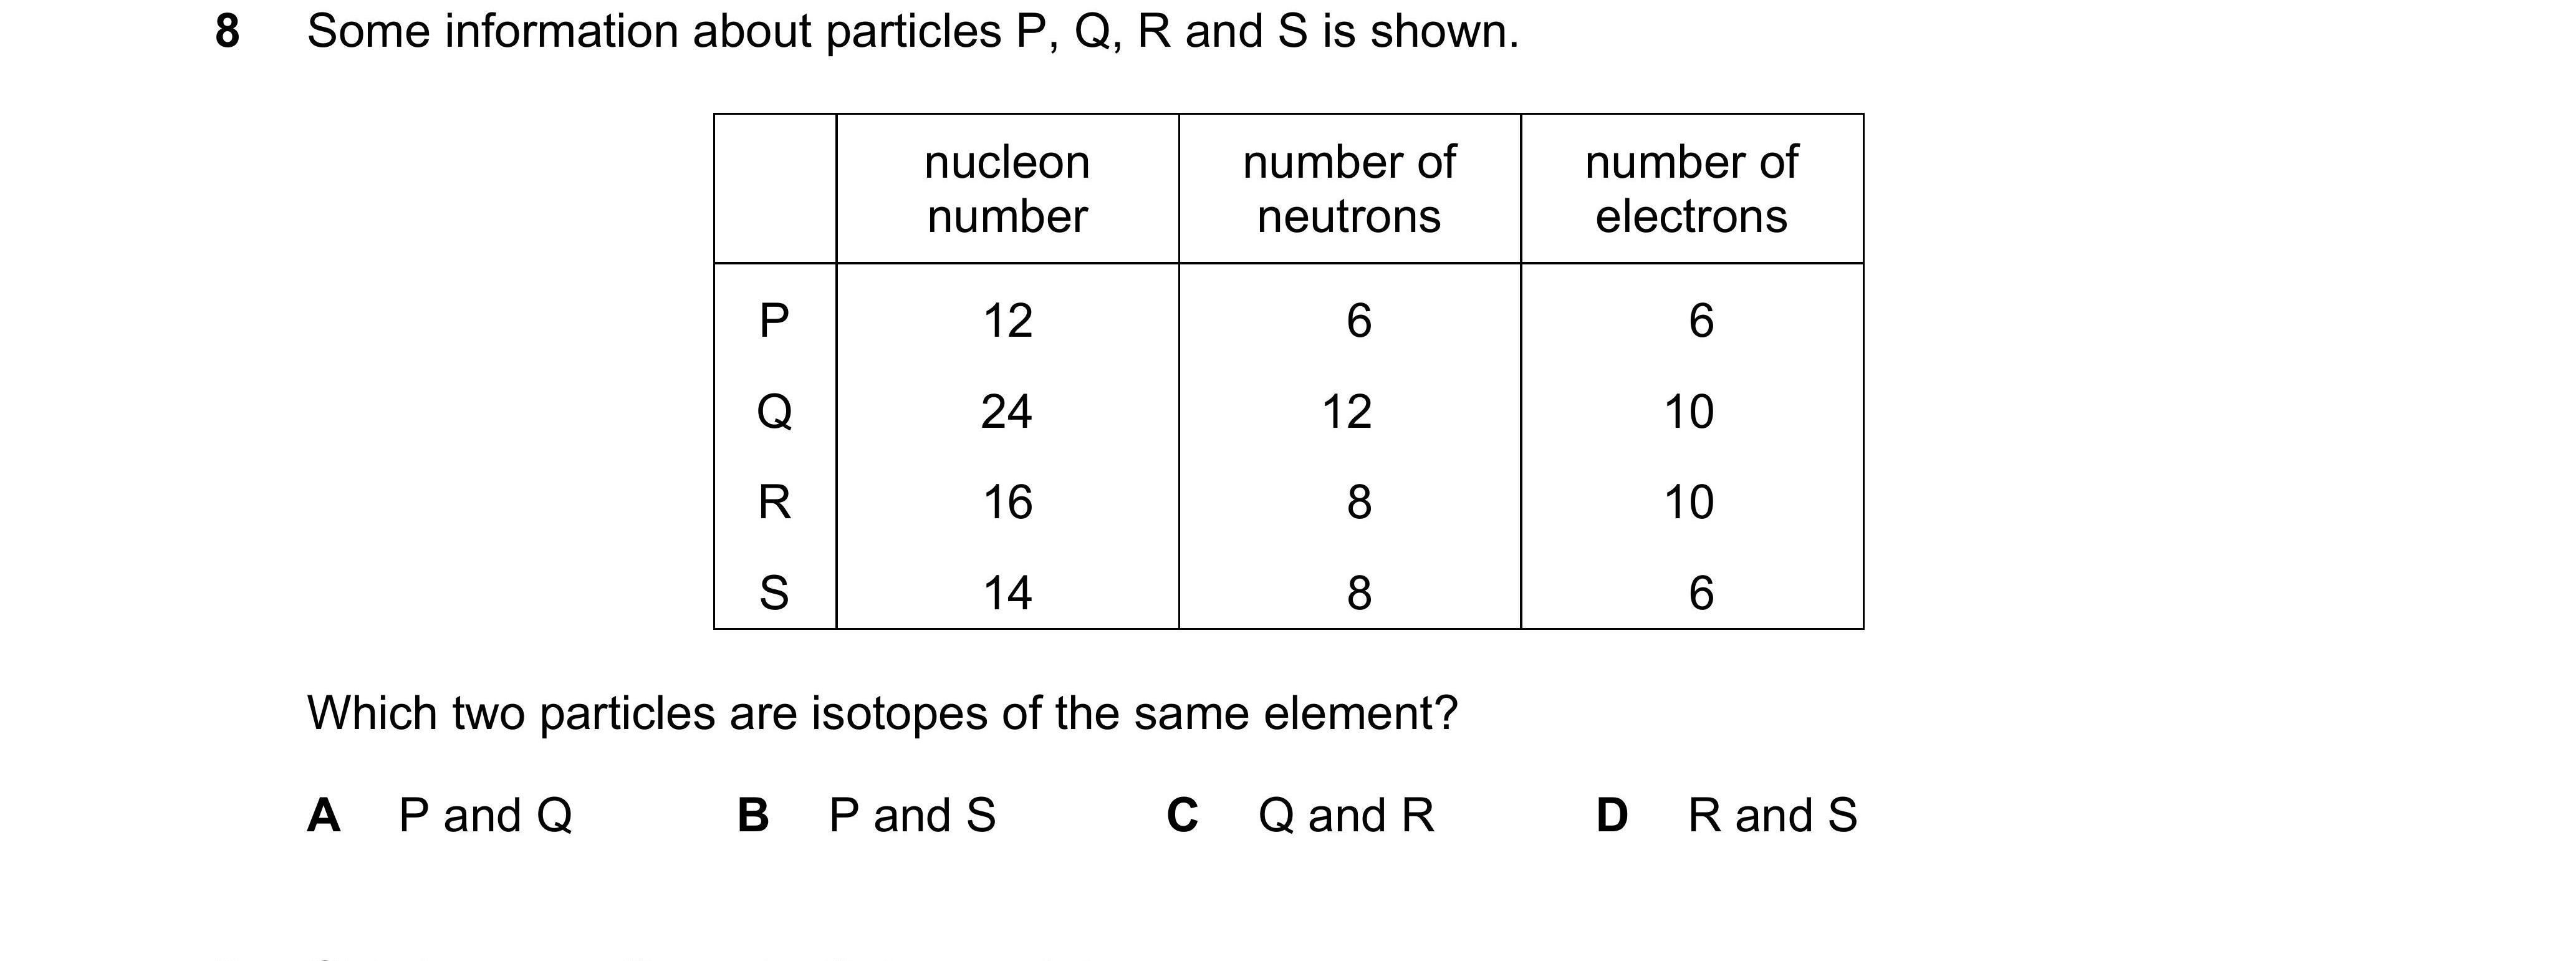 8 Some information about particles P, Q, R and S is shown.
nucleon number number of neutrons number of electrons
P 12 6 6
Q 24 12 10
R 16 8 10
S 14 8 6
Which two particles are isotopes of the same element?
A P and Q B P and S C Q and R D R and S